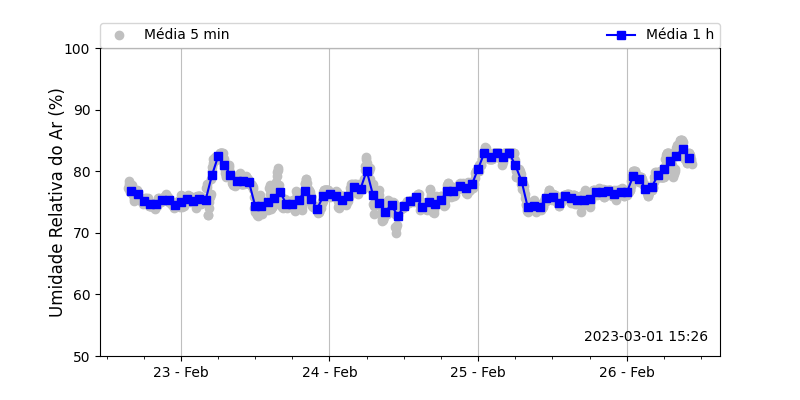 Média 5 min
Média 1 h
Umidade Relativa do Ar (%)
100
90
80
70
60
50
2023-03-01 15:26
23 - Feb
24 - Feb
25 - Feb
26 - Feb